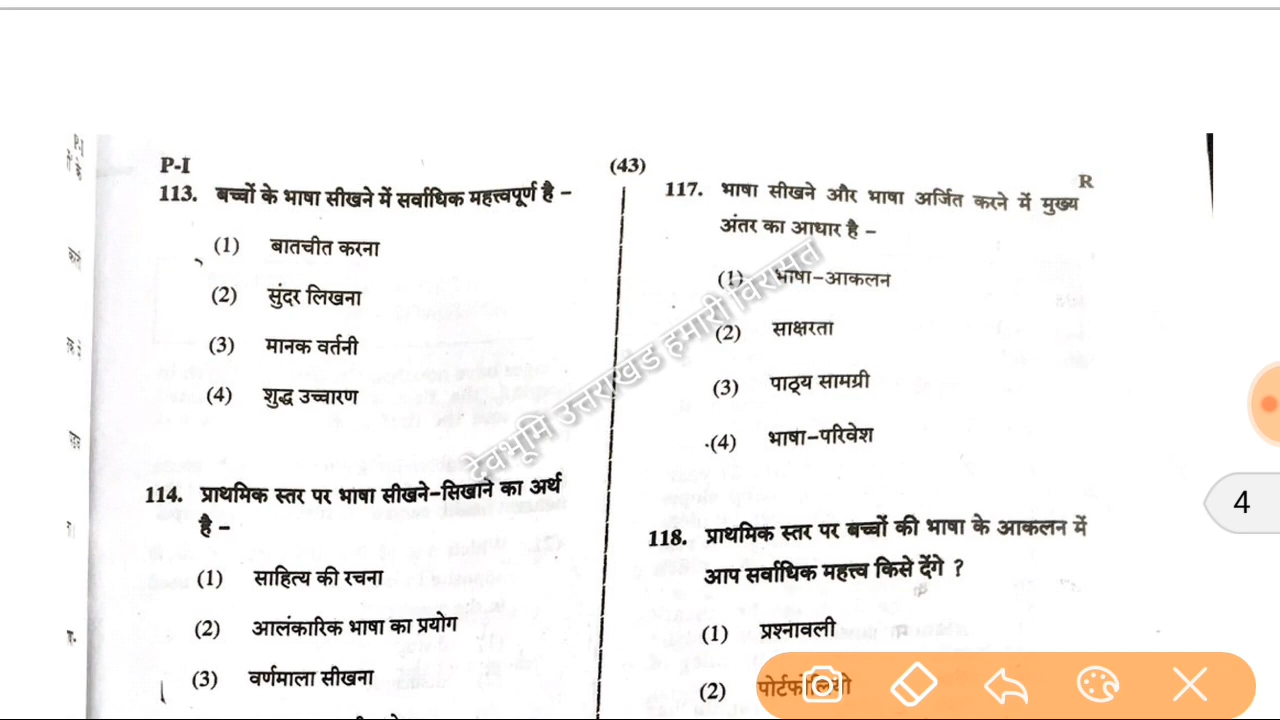 P-I
(43)
R
113. बच्चों के भाषा सीखने में सर्वाधिक महत्त्वपूर्ण है –
(1) बातचीत करना
(2) सुंदर लिखना
(3) मानक वर्तनी
(4) शुद्ध उच्चारण
114. प्राथमिक स्तर पर भाषा सीखने-सिखाने का अर्थ
है –
(1) साहित्य की रचना
(2) आलंकारिक भाषा का प्रयोग
(3) वर्णमाला सीखना
117. भाषा सीखने और भाषा अर्जित करने में मुख्य
अंतर का आधार है –
(1) भाषा-आकलन
(2) साक्षरता
(3) पाठ्य सामग्री
(4) भाषा-परिवेश
118. प्राथमिक स्तर पर बच्चों की भाषा के आकलन में
आप सर्वाधिक महत्त्व किसे देंगे ?
(1) प्रश्नावली
(2) पोर्टफोलियो
देवभूमि उत्तराखंड हमारी विरासत
4